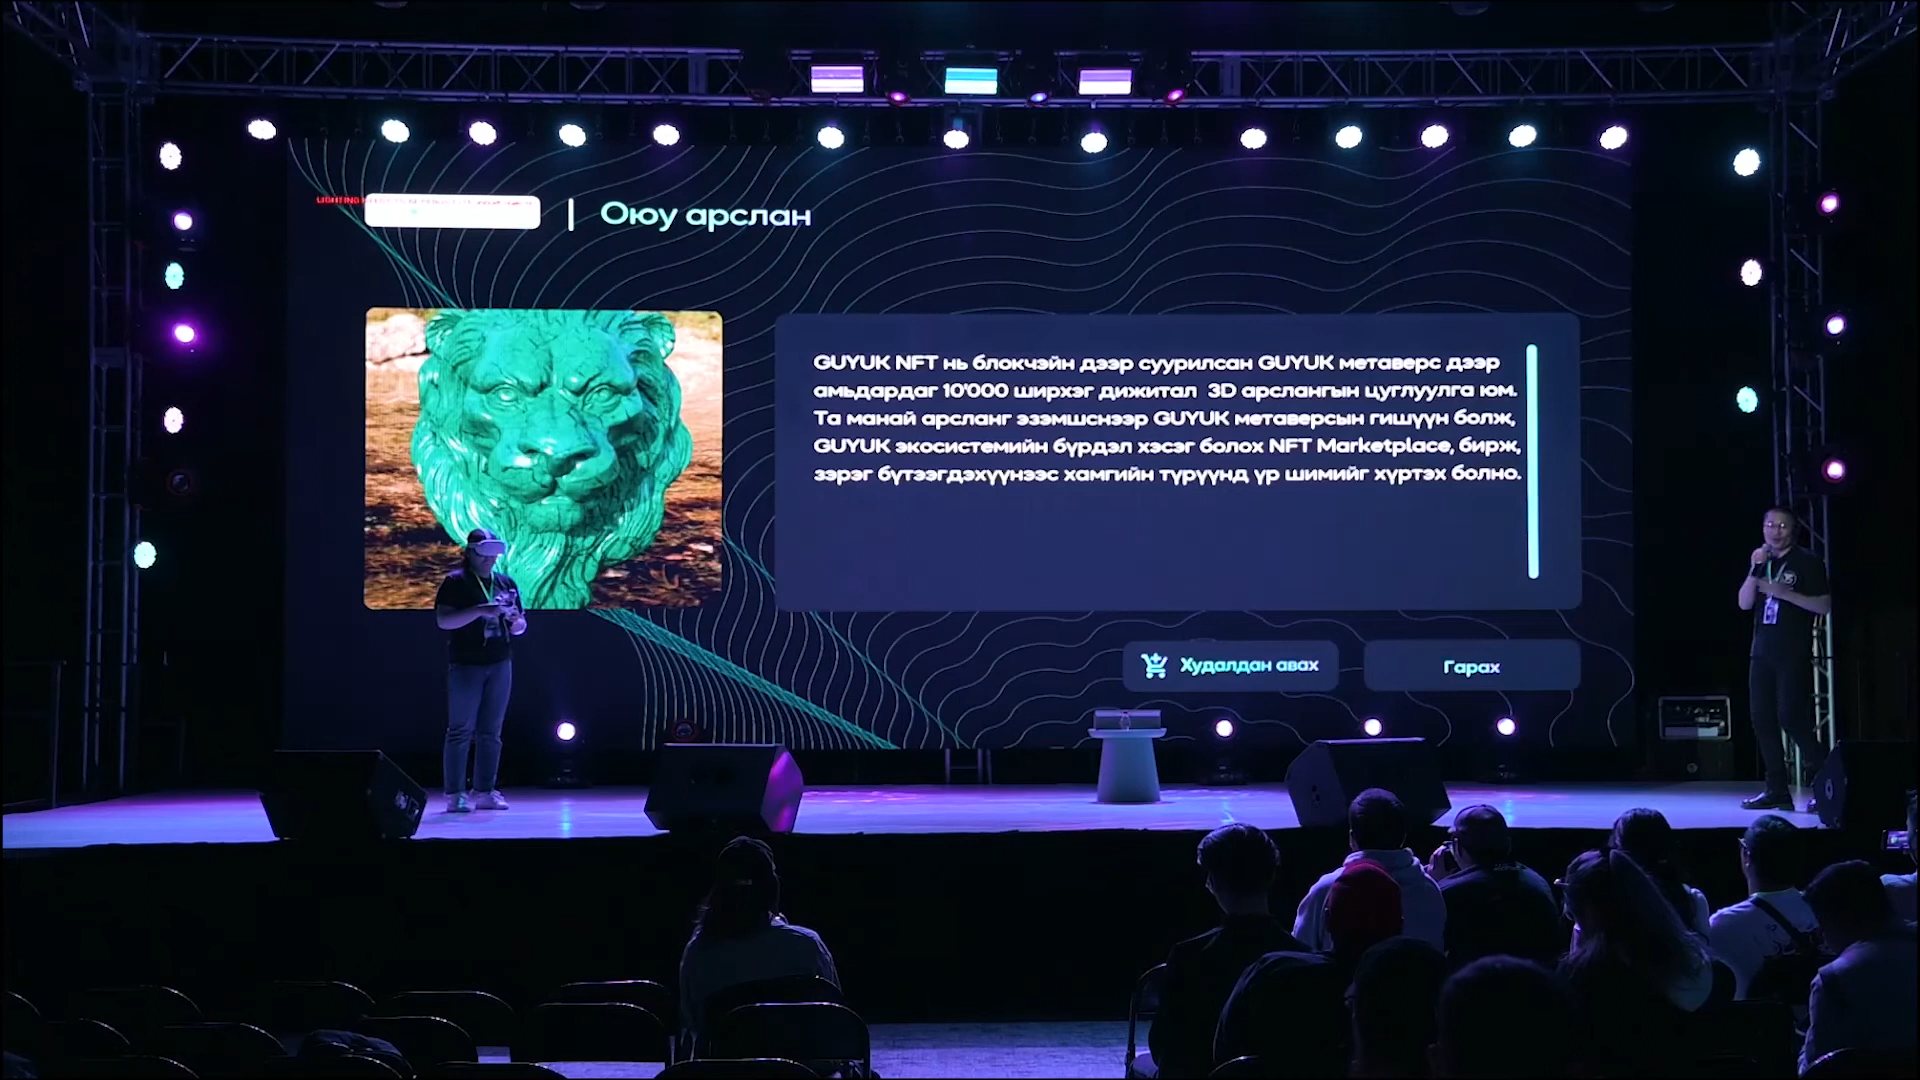 Оюу арслан
GUYUK NFT нь блокчэйн дээр суурилсан GUYUK метаверс дээр
амьдардаг 10'000 ширхэг дижитал 3D арслангын цуглуулга юм.
Та манай арсланг эзэмшснээр GUYUK метаверсын гишүүн болж,
GUYUK экосистемийн бүрдэл хэсэг болох NFT Marketplace, бирж,
зэрэг бүтээгдэхүүнээс хамгийн түрүүнд үр шимийг хүртэх болно.
Худалдан авах
Гарах